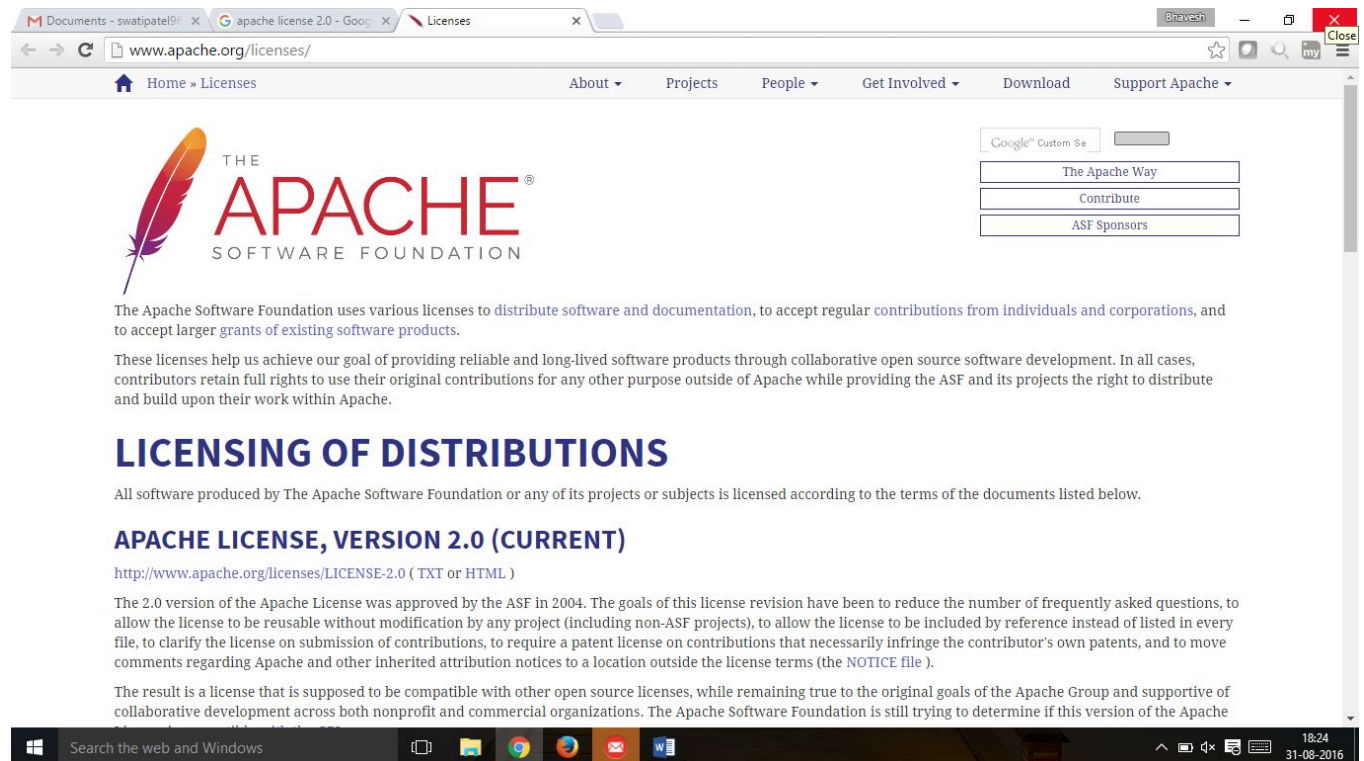 Documents - swatipatel96
apache license 2.0 - Goog
Licenses
Bhavesh
Close
www.apache.org/licenses/
my
Home » Licenses
About
Projects
People
Get Involved
Download
Support Apache
THE
APACHE®
SOFTWARE FOUNDATION
Google™ Custom Se
The Apache Way
Contribute
ASF Sponsors
The Apache Software Foundation uses various licenses to distribute software and documentation, to accept regular contributions from individuals and corporations, and
to accept larger grants of existing software products.
These licenses help us achieve our goal of providing reliable and long-lived software products through collaborative open source software development. In all cases,
contributors retain full rights to use their original contributions for any other purpose outside of Apache while providing the ASF and its projects the right to distribute
and build upon their work within Apache.
LICENSING OF DISTRIBUTIONS
All software produced by The Apache Software Foundation or any of its projects or subjects is licensed according to the terms of the documents listed below.
APACHE LICENSE, VERSION 2.0 (CURRENT)
http://www.apache.org/licenses/LICENSE-2.0 ( TXT or HTML )
The 2.0 version of the Apache License was approved by the ASF in 2004. The goals of this license revision have been to reduce the number of frequently asked questions, to
allow the license to be reusable without modification by any project (including non-ASF projects), to allow the license to be included by reference instead of listed in every
file, to clarify the license on submission of contributions, to require a patent license on contributions that necessarily infringe the contributor's own patents, and to move
comments regarding Apache and other inherited attribution notices to a location outside the license terms (the NOTICE file ).
The result is a license that is supposed to be compatible with other open source licenses, while remaining true to the original goals of the Apache Group and supportive of
collaborative development across both nonprofit and commercial organizations. The Apache Software Foundation is still trying to determine if this version of the Apache
Search the web and Windows
18:24
31-08-2016